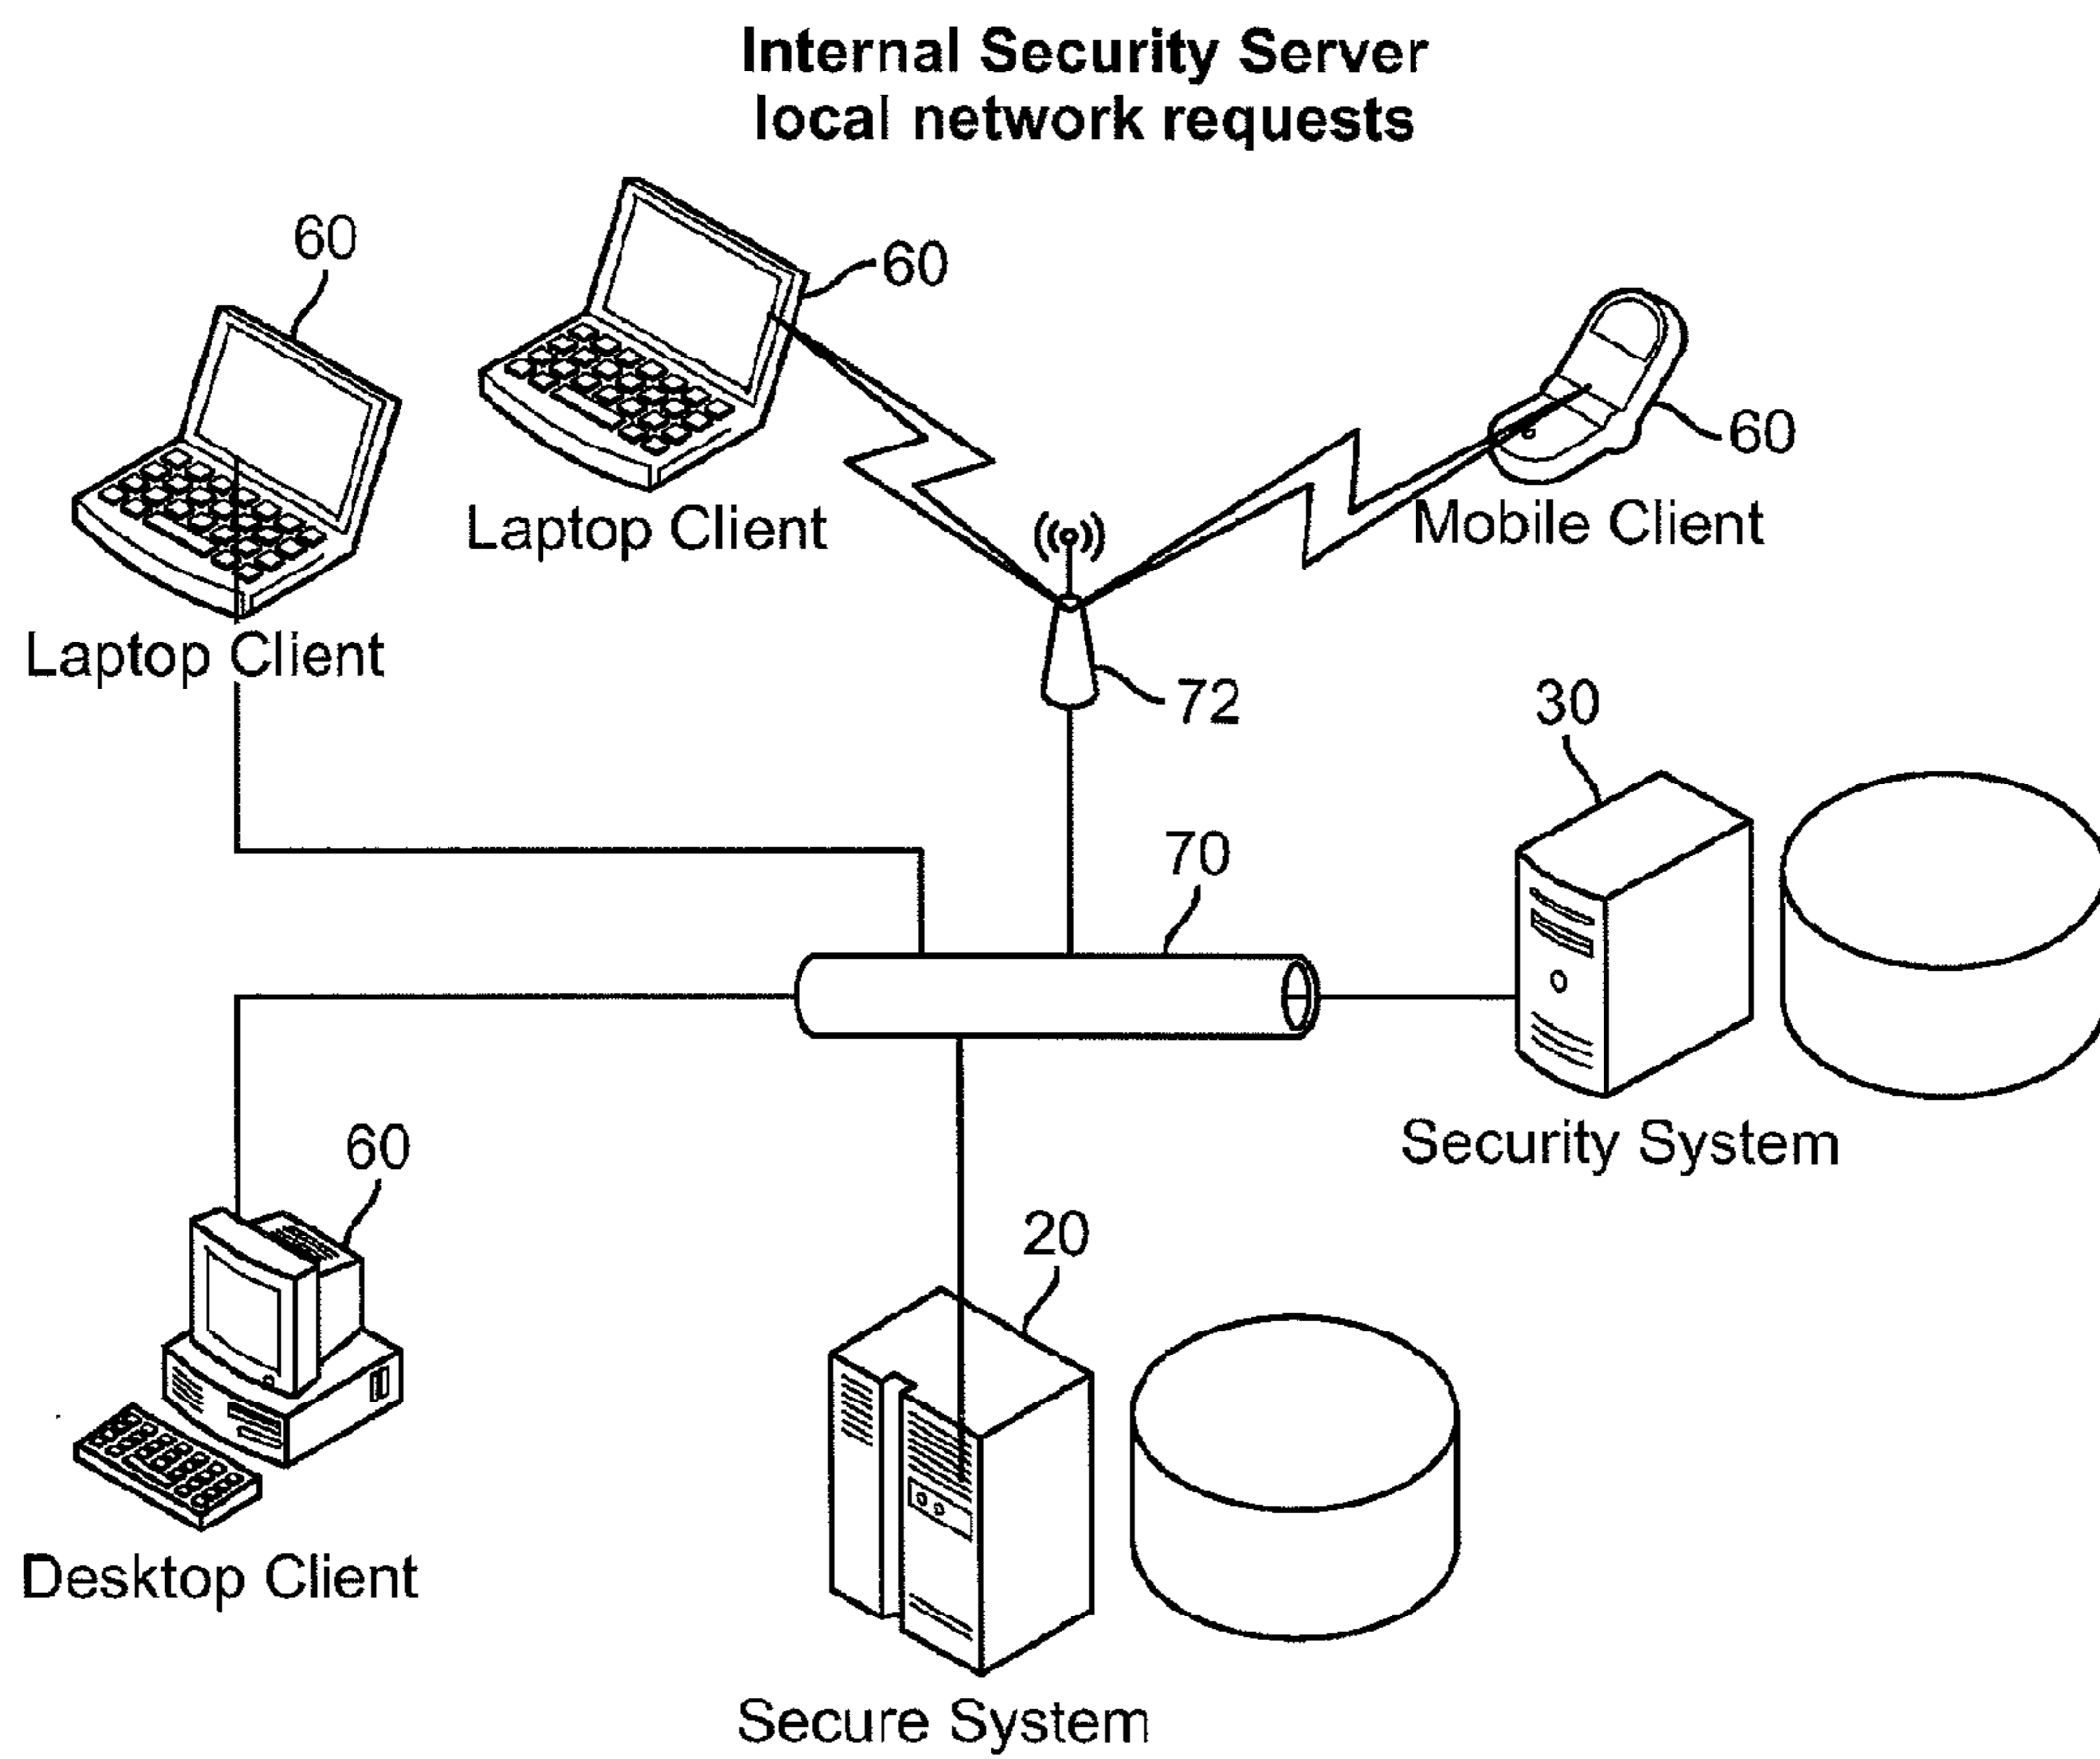 Internal Security Server
local network requests
60
60
60
Laptop Client
Mobile Client
Laptop Client
72
30
70
Security System
60
20
Desktop Client
Secure System